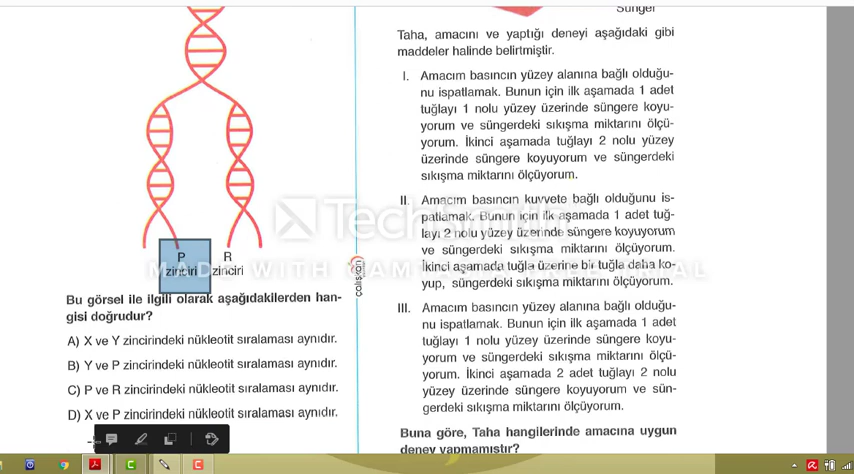 P
zinciri
R
zinciri
Bu görsel ile ilgili olarak aşağıdakilerden han-
gisi doğrudur?
A) X ve Y zincirindeki nükleotit sıralaması aynıdır.
B) Y ve P zincirindeki nükleotit sıralaması aynıdır.
C) P ve R zincirindeki nükleotit sıralaması aynıdır.
D) X ve P zincirindeki nükleotit sıralaması aynıdır.
çalışkan
Sünger
Taha, amacını ve yaptığı deneyi aşağıdaki gibi
maddeler halinde belirtmiştir.
I. Amacım basıncın yüzey alanına bağlı olduğu-
nu ispatlamak. Bunun için ilk aşamada 1 adet
tuğlayı 1 nolu yüzey üzerinde süngere koyu-
yorum ve süngerdeki sıkışma miktarını ölçü-
yorum. İkinci aşamada tuğlayı 2 nolu yüzey
üzerinde süngere koyuyorum ve süngerdeki
sıkışma miktarını ölçüyorum.
II. Amacım basıncın kuvvete bağlı olduğunu is-
patlamak. Bunun için ilk aşamada 1 adet tuğ-
layı 2 nolu yüzey üzerinde süngere koyuyorum
ve süngerdeki sıkışma miktarını ölçüyorum.
İkinci aşamada tuğla üzerine bir tuğla daha ko-
yup, süngerdeki sıkışma miktarını ölçüyorum.
III. Amacım basıncın yüzey alanına bağlı olduğu-
nu ispatlamak. Bunun için ilk aşamada 1 adet
tuğlayı 1 nolu yüzey üzerinde süngere koyu-
yorum ve süngerdeki sıkışma miktarını ölçü-
yorum. İkinci aşamada 2 adet tuğlayı 2 nolu
yüzey üzerinde süngere koyuyorum ve sün-
gerdeki sıkışma miktarını ölçüyorum.
Buna göre, Taha hangilerinde amacına uygun
deney yapmamıştır?
TechSmith
MADE WITH CAMTASIA FREE TRIAL